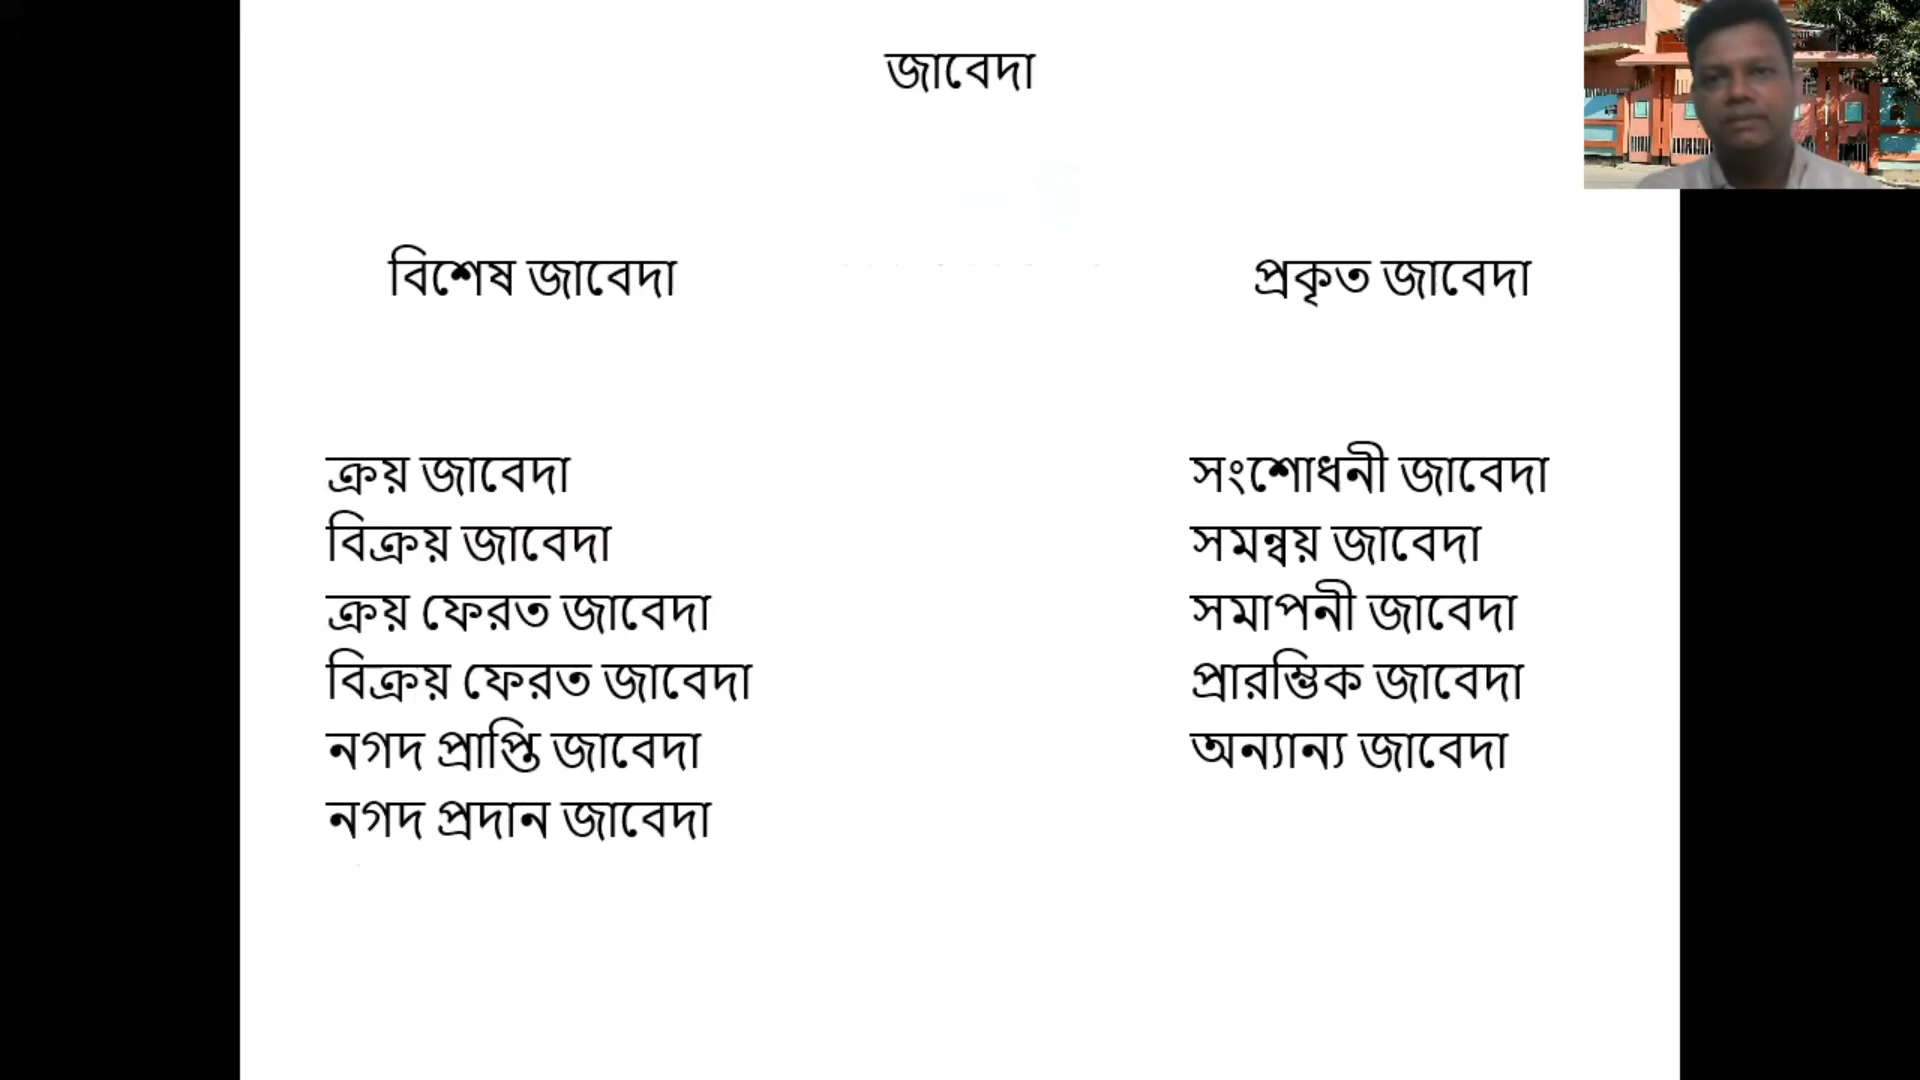 জাবেদা
বিশেষ জাবেদা
প্রকৃত জাবেদা
ক্রয় জাবেদা
বিক্রয় জাবেদা
ক্রয় ফেরত জাবেদা
বিক্রয় ফেরত জাবেদা
নগদ প্রাপ্তি জাবেদা
নগদ প্রদান জাবেদা
সংশোধনী জাবেদা
সমন্বয় জাবেদা
সমাপনী জাবেদা
প্রারম্ভিক জাবেদা
অন্যান্য জাবেদা